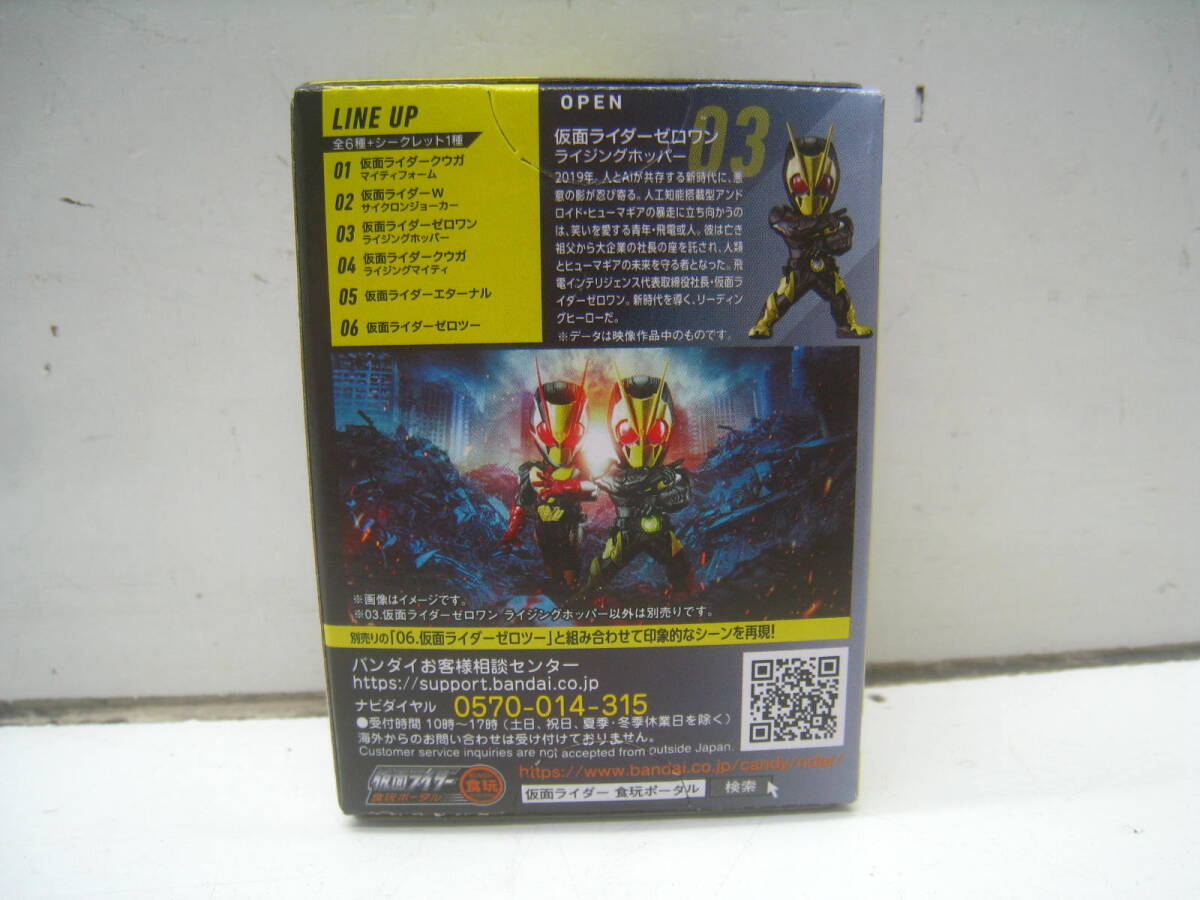 LINE UP
全6種+シークレット1種
01 仮面ライダークウガ
マイティフォーム
02 仮面ライダーW
サイクロンジョーカー
03 仮面ライダーゼロワン
ライジングホッパー
04 仮面ライダークウガ
ライジングマイティ
05 仮面ライダーエターナル
06 仮面ライダーゼロツー
OPEN
03
仮面ライダーゼロワン
ライジングホッパー
2019年、人とAIが共存する新時代に、悪
意の影が忍び寄る。人工知能搭載型アンド
ロイド・ヒューマギアの暴走に立ち向かうの
は、笑いを愛する青年・飛電或人。彼は亡き
祖父から大企業の社長の座を託され、人類
とヒューマギアの未来を守る者となった。飛
電インテリジェンス代表取締役社長・仮面ラ
イダーゼロワン。新時代を導く、リーディン
グヒーローだ。
※データは映像作品中のものです。
※画像はイメージです。
※03.仮面ライダーゼロワン ライジングホッパー以外は別売りです。
別売りの「06.仮面ライダーゼロツー」と組み合わせて印象的なシーンを再現!
バンダイお客様相談センター
https://support.bandai.co.jp
ナビダイヤル 0570-014-315
●受付時間 10時〜17時(土日、祝日、夏季・冬季休業日を除く)
海外からのお問い合わせは受け付けておりません。
Customer service inquiries are not accepted from outside Japan.
仮面ライダー
食玩ポータル
食玩
https://www.bandai.co.jp/candy/rider/
仮面ライダー 食玩ポータル 検索